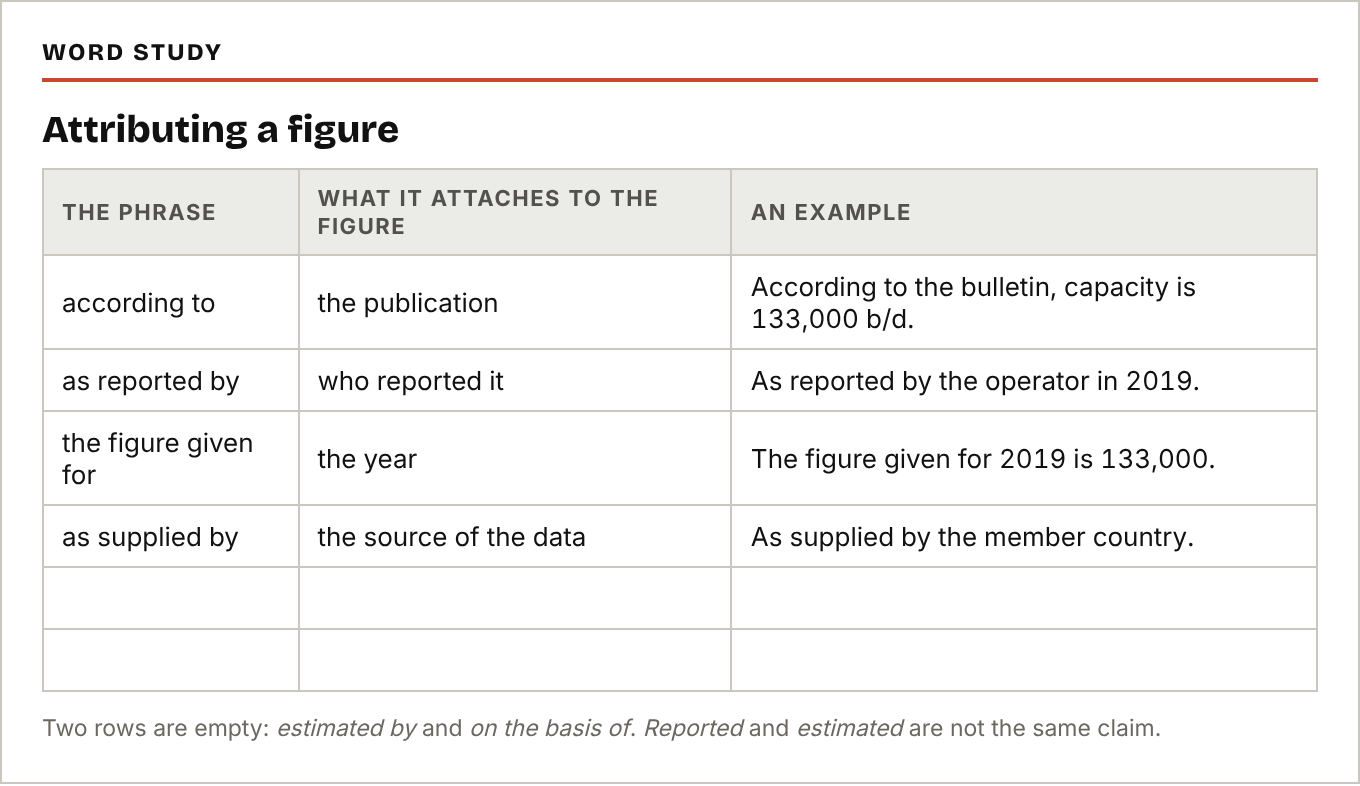 WORD STUDY
Attributing a figure
THE PHRASE
WHAT IT ATTACHES TO THE
FIGURE
AN EXAMPLE
according to
the publication
According to the bulletin, capacity is
133,000 b/d.
as reported by
who reported it
As reported by the operator in 2019.
the figure given
for
the year
The figure given for 2019 is 133,000.
as supplied by
the source of the data
As supplied by the member country.
Two rows are empty: estimated by and on the basis of. Reported and estimated are not the same claim.